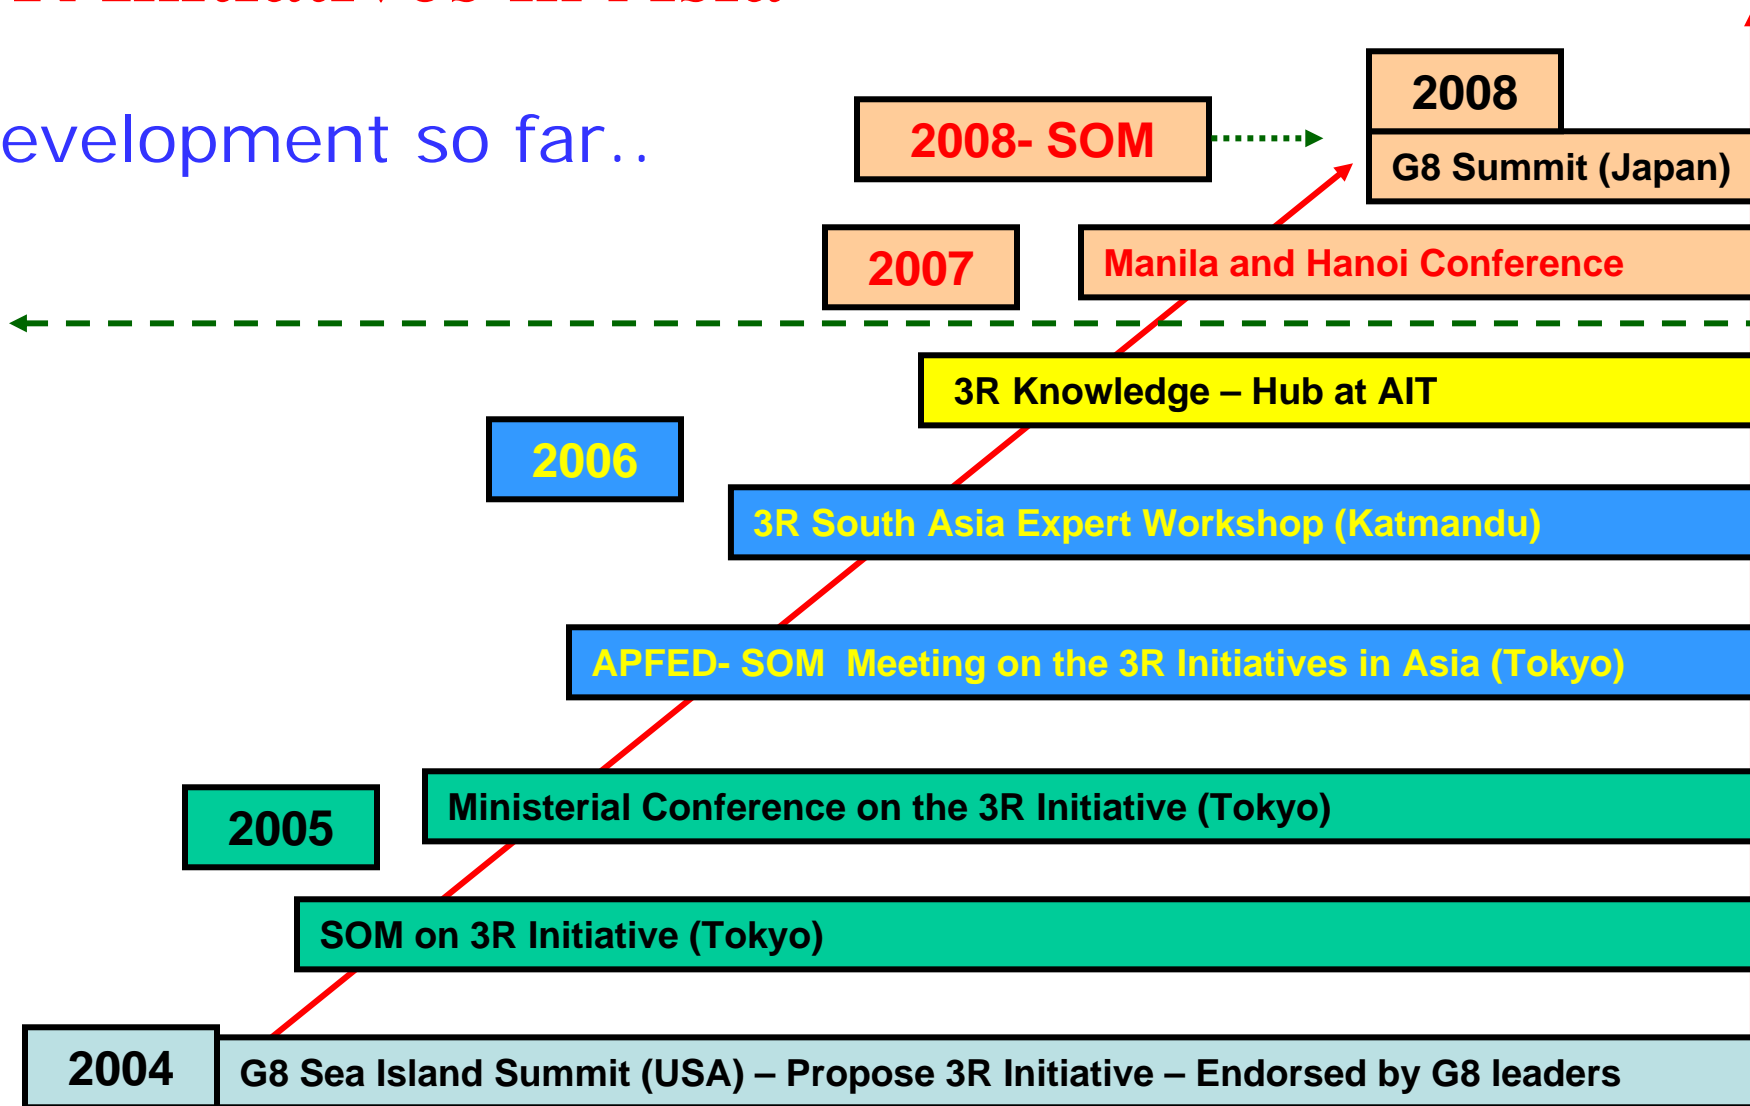 Initiatives in Asia
evelopment so far..
2008
2008- SOM
G8 Summit (Japan)
2007
Manila and Hanoi Conference
3R Knowledge – Hub at AIT
2006
3R South Asia Expert Workshop (Katmandu)
APFED- SOM  Meeting on the 3R Initiatives in Asia (Tokyo)
2005
Ministerial Conference on the 3R Initiative (Tokyo)
SOM on 3R Initiative (Tokyo)
2004
G8 Sea Island Summit (USA) – Propose 3R Initiative – Endorsed by G8 leaders